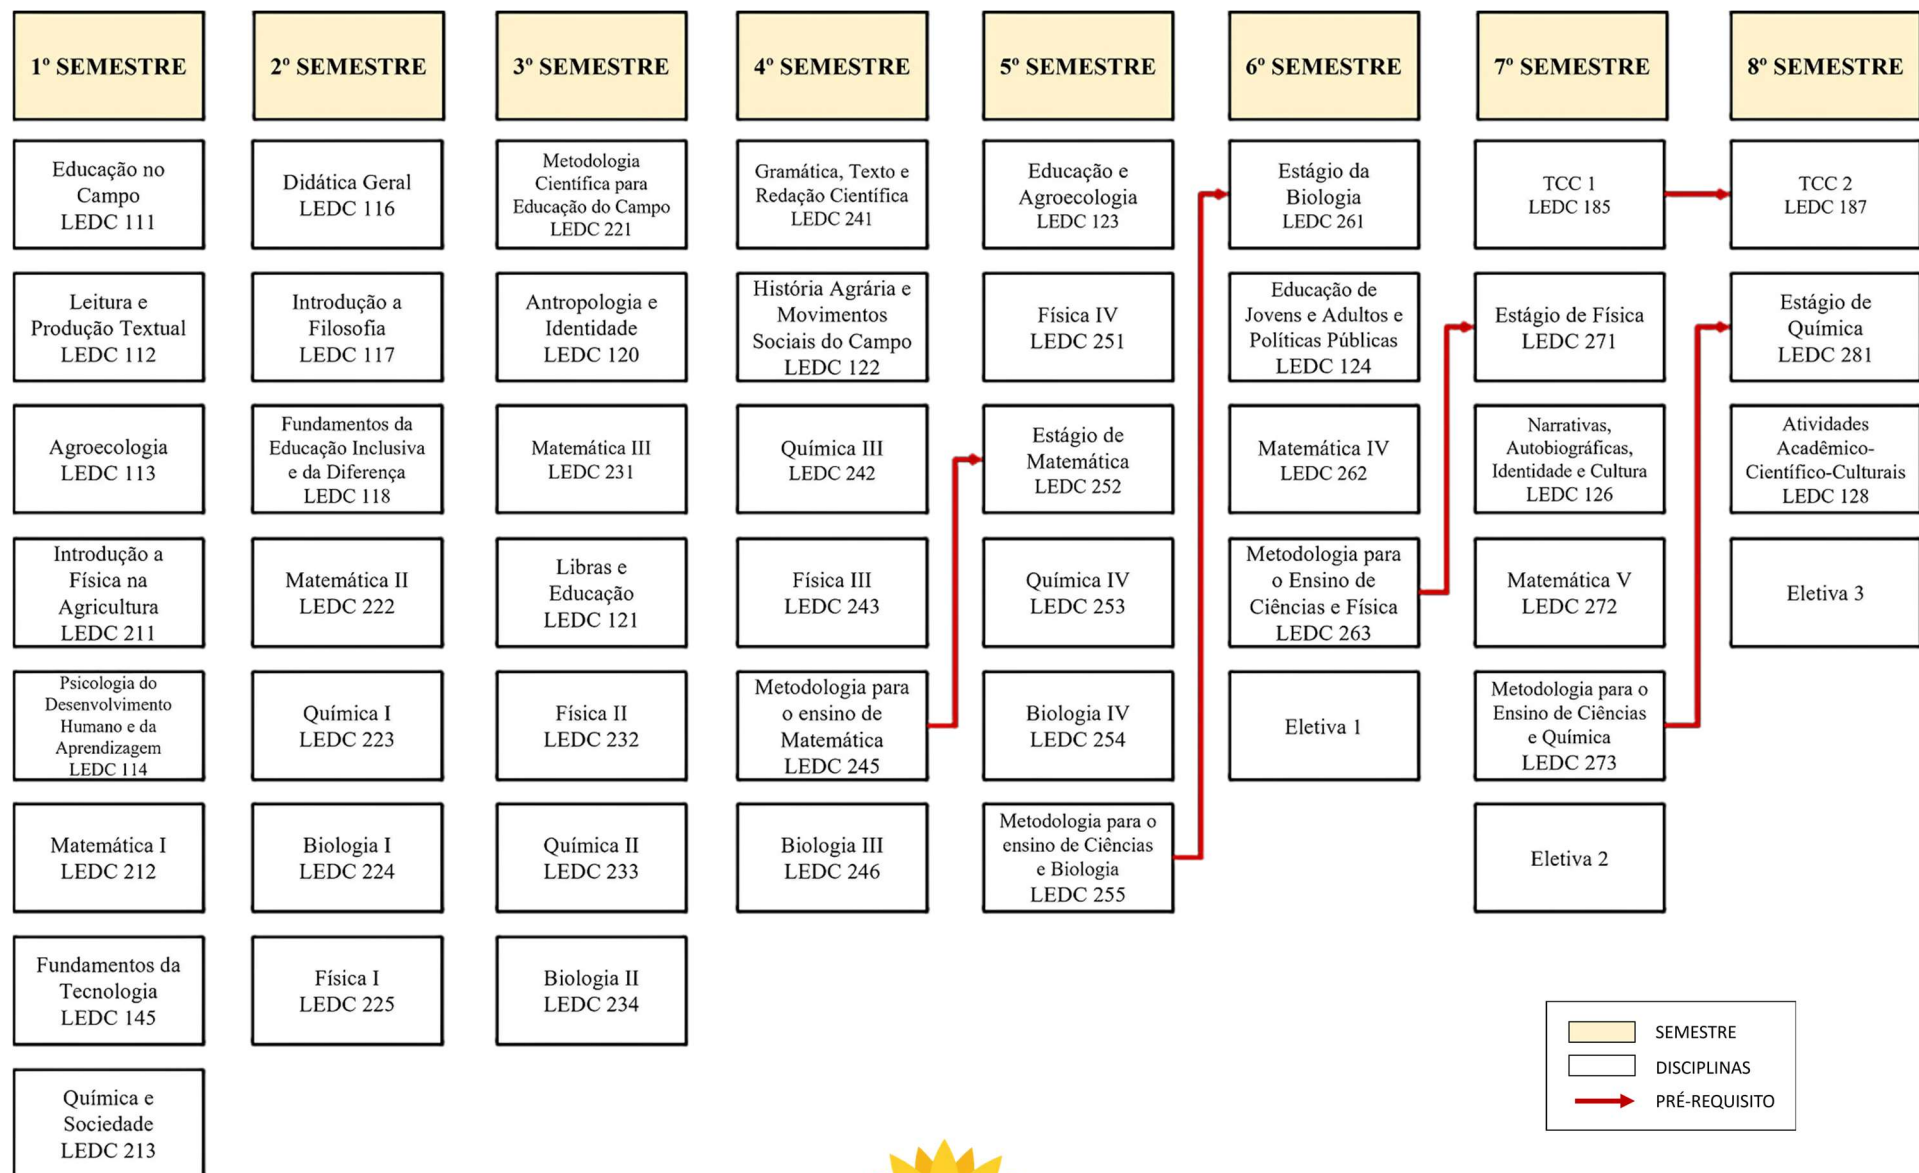 1º SEMESTRE
Educação no
Campo
LEDC 111
Leitura e
Produção Textual
LEDC 112
Agroecologia
LEDC 113
Introdução a
Física na
Agricultura
LEDC 211
Psicologia do
Desenvolvimento
Humano e da
Aprendizagem
LEDC 114
Matemática I
LEDC 212
Fundamentos da
Tecnologia
LEDC 145
Química e
Sociedade
LEDC 213
2º SEMESTRE
Didática Geral
LEDC 116
Introdução a
Filosofia
LEDC 117
Fundamentos da
Educação Inclusiva
e da Diferença
LEDC 118
Matemática II
LEDC 222
Química I
LEDC 223
Biologia I
LEDC 224
Física I
LEDC 225
3º SEMESTRE
Metodologia
Científica para
Educação do Campo
LEDC 221
Antropologia e
Identidade
LEDC 120
Matemática III
LEDC 231
Libras e
Educação
LEDC 121
Física II
LEDC 232
Química II
LEDC 233
Biologia II
LEDC 234
4º SEMESTRE
Gramática, Texto e
Redação Científica
LEDC 241
História Agrária e
Movimentos
Sociais do Campo
LEDC 122
Química III
LEDC 242
Física III
LEDC 243
Metodologia para
o ensino de
Matemática
LEDC 245
Biologia III
LEDC 246
5º SEMESTRE
Educação e
Agroecologia
LEDC 123
Física IV
LEDC 251
Estágio de
Matemática
LEDC 252
Química IV
LEDC 253
Biologia IV
LEDC 254
Metodologia para o
ensino de Ciências
e Biologia
LEDC 255
6º SEMESTRE
Estágio da
Biologia
LEDC 261
Educação de
Jovens e Adultos e
Políticas Públicas
LEDC 124
Matemática IV
LEDC 262
Metodologia para
o Ensino de
Ciências e Física
LEDC 263
Eletiva 1
7º SEMESTRE
TCC 1
LEDC 185
Estágio de Física
LEDC 271
Narrativas,
Autobiográficas,
Identidade e Cultura
LEDC 126
Matemática V
LEDC 272
Metodologia para o
Ensino de Ciências
e Química
LEDC 273
Eletiva 2
8º SEMESTRE
TCC 2
LEDC 187
Estágio de
Química
LEDC 281
Atividades
Acadêmico-
Científico-Culturais
LEDC 128
Eletiva 3
SEMESTRE
DISCIPLINAS
PRÉ-REQUISITO